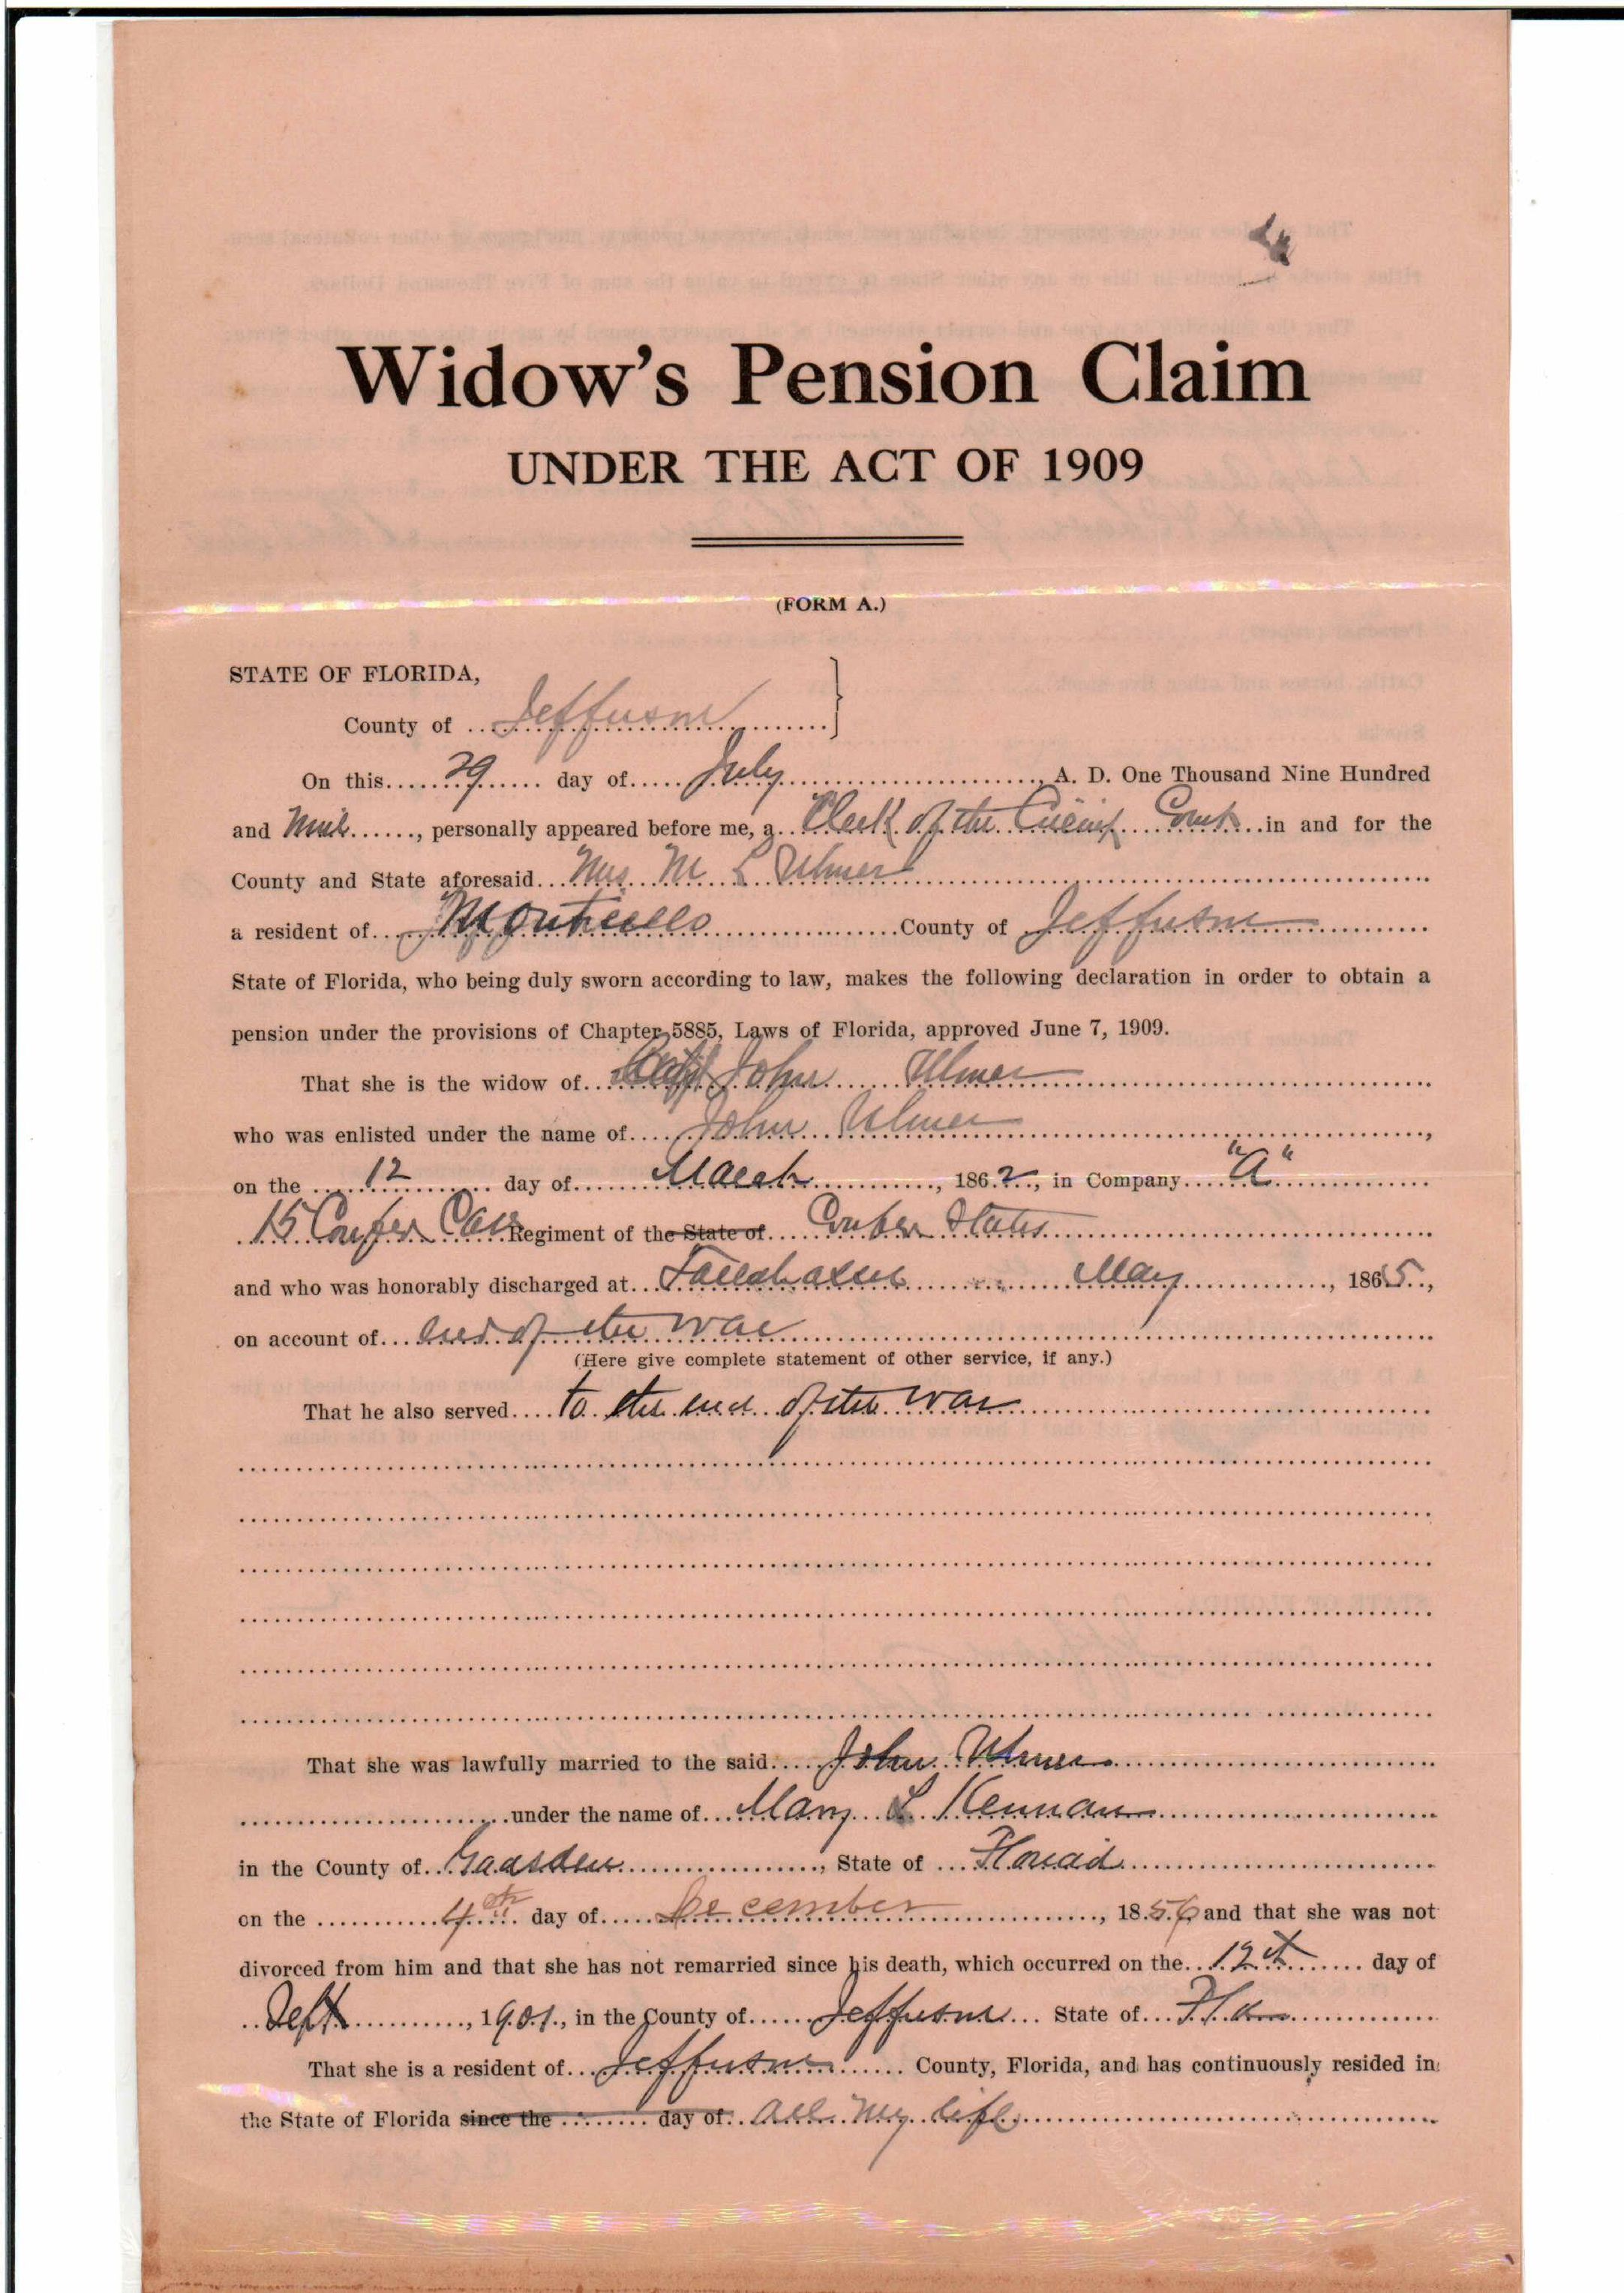 Widow's Pension Claim
UNDER THE ACT OF 1909
(FORM A.)
STATE OF FLORIDA,
County of Jefferson
On this 29 day of July, A. D. One Thousand Nine Hundred
and Nine, personally appeared before me, a Clerk of the Circuit Court in and for the
County and State aforesaid Mrs. M L Ulmer
a resident of Monticello County of Jefferson
State of Florida, who being duly sworn according to law, makes the following declaration in order to obtain a
pension under the provisions of Chapter 5885, Laws of Florida, approved June 7, 1909.
That she is the widow of Capt John Ulmer
who was enlisted under the name of John Ulmer,
on the 12 day of March, 1862, in Company "A"
15 Confer Cav Regiment of the State of Confer States
and who was honorably discharged at Tallahassee May, 1865,
on account of End of the War
(Here give complete statement of other service, if any.)
That he also served to the end of the war
That she was lawfully married to the said John Ulmer
under the name of Mary L Kennan
in the County of Gadsden, State of Florida
on the 4th day of December, 1856 and that she was not
divorced from him and that she has not remarried since his death, which occurred on the 12th day of
Sept, 1901, in the County of Jefferson State of Fla
That she is a resident of Jefferson County, Florida, and has continuously resided in
the State of Florida since the day of all my life